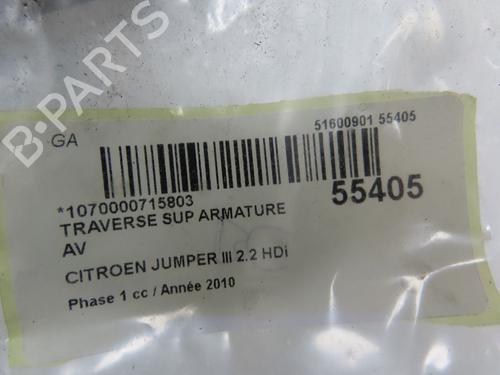 B-PARTS
GA
51600901 55405
*1070000715803
55405
TRAVERSE SUP ARMATURE
AV
CITROEN JUMPER III 2.2 HDi
Phase 1 cc / Année 2010